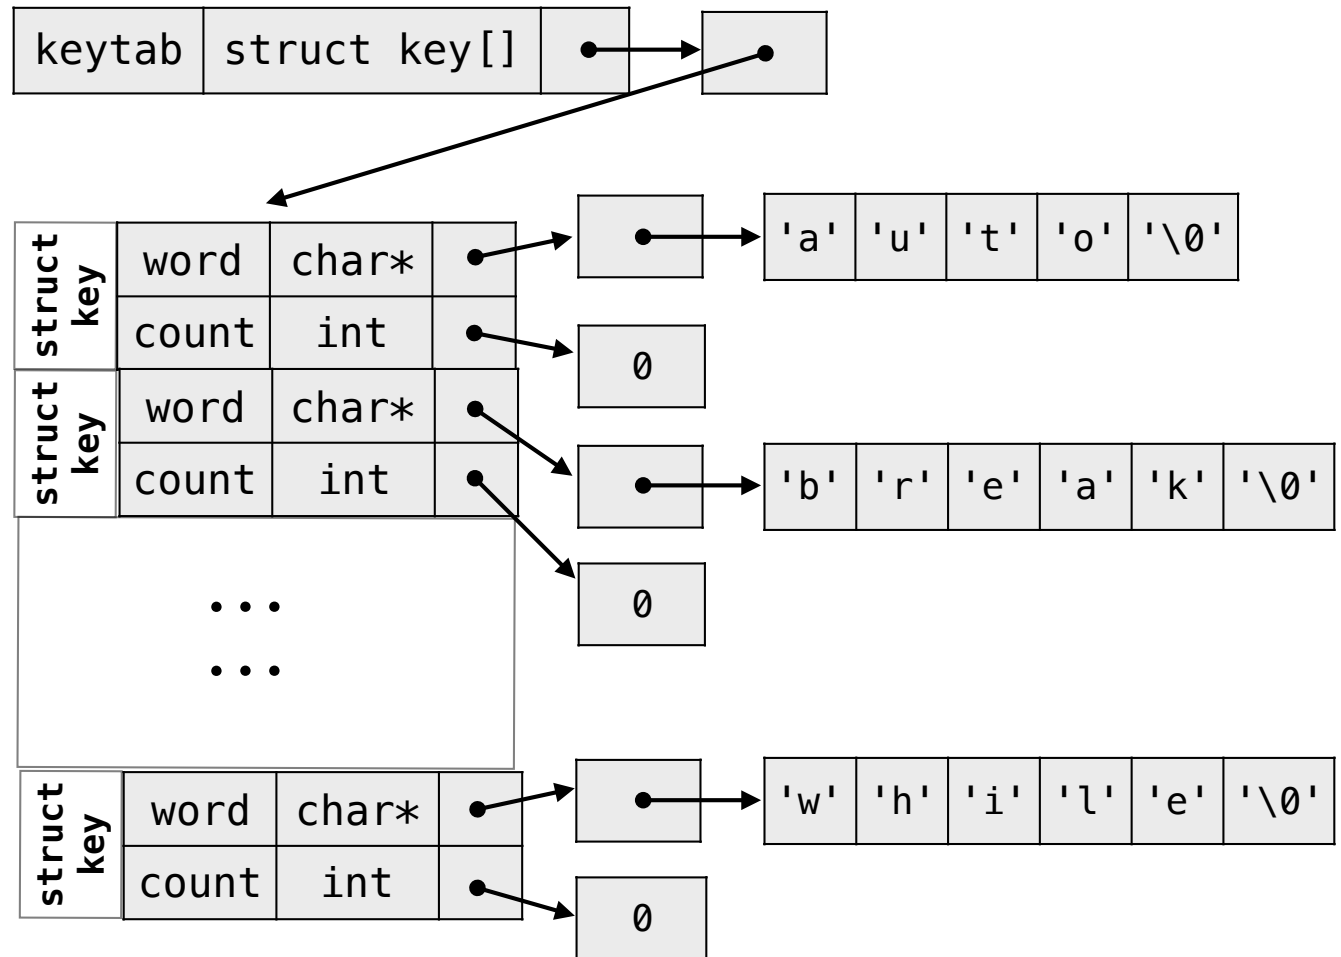 keytab struct key[]
struct key
word char*
'a' 'u' 't' 'o' '\0'
count int
0
struct key
word char*
'b' 'r' 'e' 'a' 'k' '\0'
count int
0
...
...
struct key
word char*
'w' 'h' 'i' 'l' 'e' '\0'
count int
0